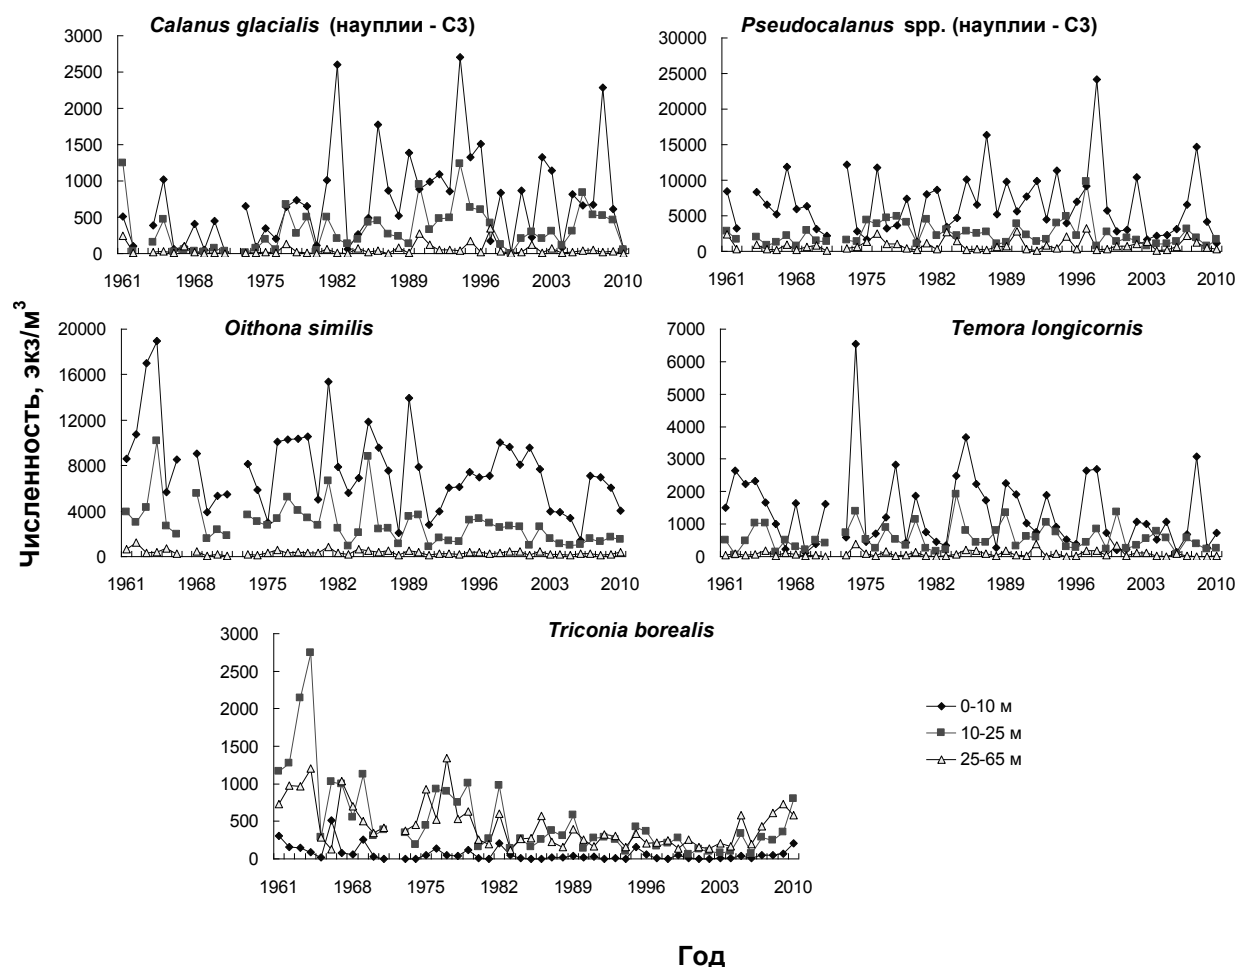 Calanus glacialis (науплии - С3)
3000
2500
2000
1500
1000
500
0
1961 1968 1975 1982 1989 1996 2003 2010
Pseudocalanus spp. (науплии - С3)
30000
25000
20000
15000
10000
5000
0
1961 1968 1975 1982 1989 1996 2003 2010
Численность, экз/м³
Oithona similis
20000
16000
12000
8000
4000
0
1961 1968 1975 1982 1989 1996 2003 2010
Temora longicornis
7000
6000
5000
4000
3000
2000
1000
0
1961 1968 1975 1982 1989 1996 2003 2010
Triconia borealis
3000
2500
2000
1500
1000
500
0
1961 1968 1975 1982 1989 1996 2003 2010
0-10 м
10-25 м
25-65 м
Год